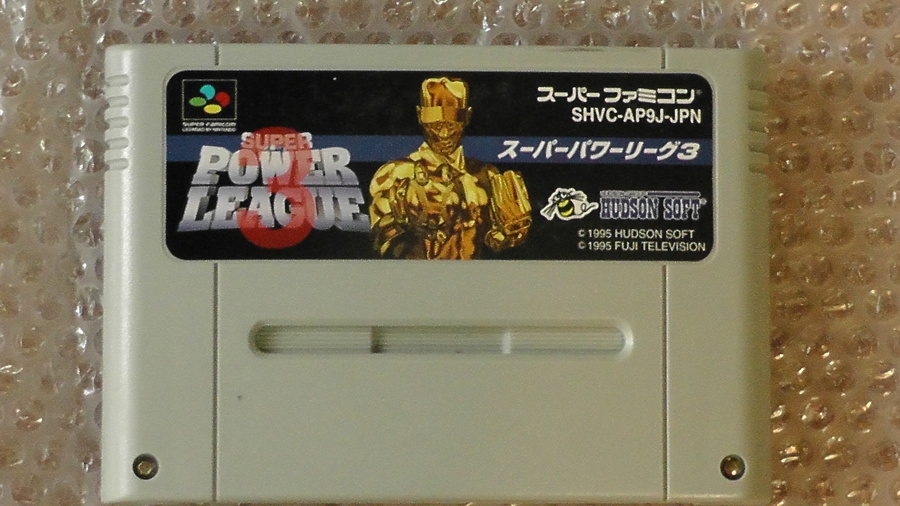 SUPER FAMICOM
LICENSED BY NINTENDO
SUPER
POWER
LEAGUE
3
スーパーファミコン®
SHVC-AP9J-JPN
スーパーパワーリーグ3
HUDSON GROUP
HUDSON SOFT®
© 1995 HUDSON SOFT
© 1995 FUJI TELEVISION